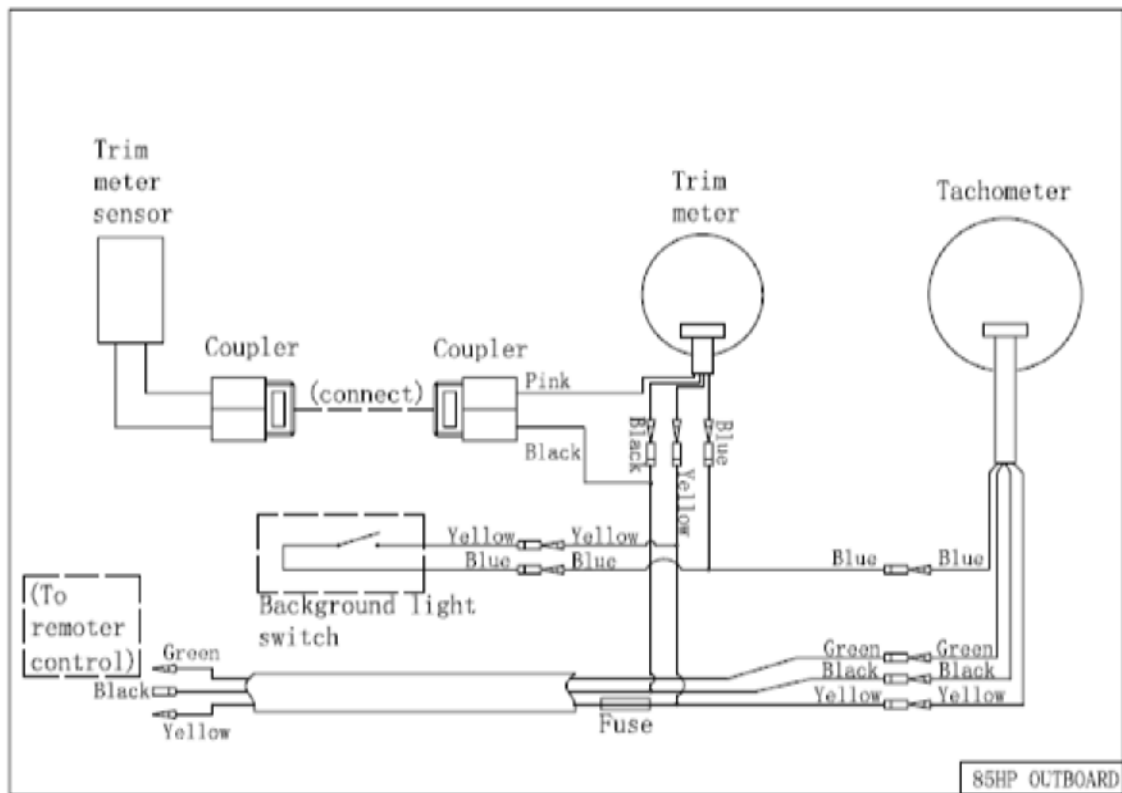 Trim
meter
sensor
Trim
meter
Tachometer
Coupler
(connect)
Coupler
Pink
Black
Black
Yellow
Blue
Yellow
Yellow
Blue
Blue
Blue
Blue
Background light
switch
(To
remoter
control)
Green
Black
Yellow
Green
Green
Black
Black
Yellow
Yellow
Fuse
85HP OUTBOARD